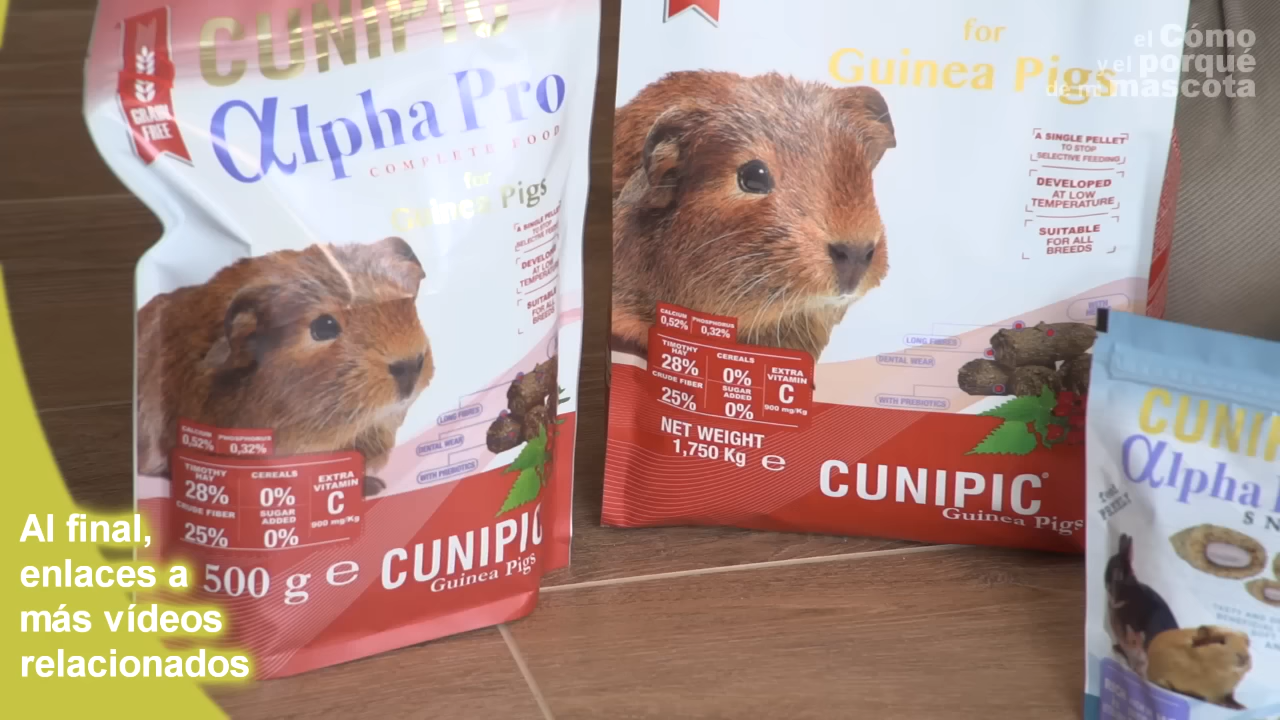 CUNIPIC
GRAIN
FREE
Alpha Pro
COMPLETE FOOD
for
Guinea Pigs
A SINGLE PELLET
TO STOP
SELECTIVE FEEDING
DEVELOPED
AT LOW
TEMPERATURE
SUITABLE
FOR ALL
BREEDS
LONG FIBRES
DENTAL WEAR
WITH PREBIOTICS
CALCIUM
0,52%
PHOSPHORUS
0,32%
TIMOTHY
HAY
28%
CEREALS
0%
EXTRA
VITAMIN
C
900 mg/Kg
CRUDE FIBER
25%
SUGAR
ADDED
0%
500 g e
CUNIPIC
Guinea Pigs
for
Guinea Pigs
A SINGLE PELLET
TO STOP
SELECTIVE FEEDING
DEVELOPED
AT LOW
TEMPERATURE
SUITABLE
FOR ALL
BREEDS
WITH
LONG FIBRES
DENTAL WEAR
WITH PREBIOTICS
CALCIUM
0,52%
PHOSPHORUS
0,32%
TIMOTHY
HAY
28%
CEREALS
0%
EXTRA
VITAMIN
C
900 mg/Kg
CRUDE FIBER
25%
SUGAR
ADDED
0%
NET WEIGHT
1,750 Kg e
CUNIPIC
Guinea Pigs
el Cómo
y el porqué
de mi mascota
CUNIP
Alpha
Al final,
enlaces a
más vídeos
relacionados